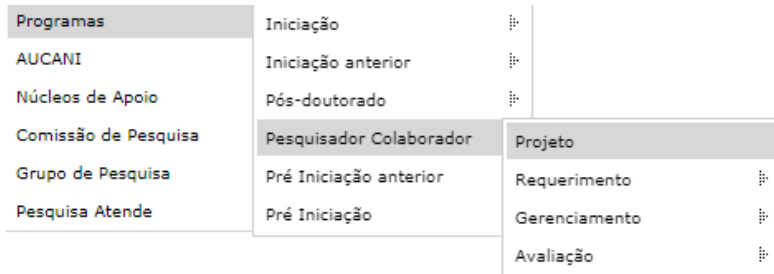 Programas
AUCANI
Núcleos de Apoio
Comissão de Pesquisa
Grupo de Pesquisa
Pesquisa Atende
Iniciação
Iniciação anterior
Pós-doutorado
Pesquisador Colaborador
Pré Iniciação anterior
Pré Iniciação
Projeto
Requerimento
Gerenciamento
Avaliação